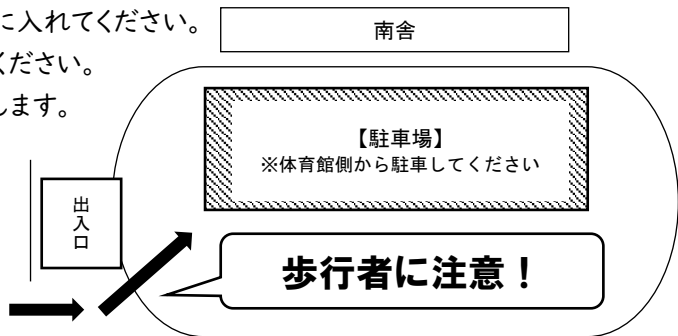 に入れてください。
ください。
します。
南舎
【駐車場】
※体育館側から駐車してください
出入口
歩行者に注意！